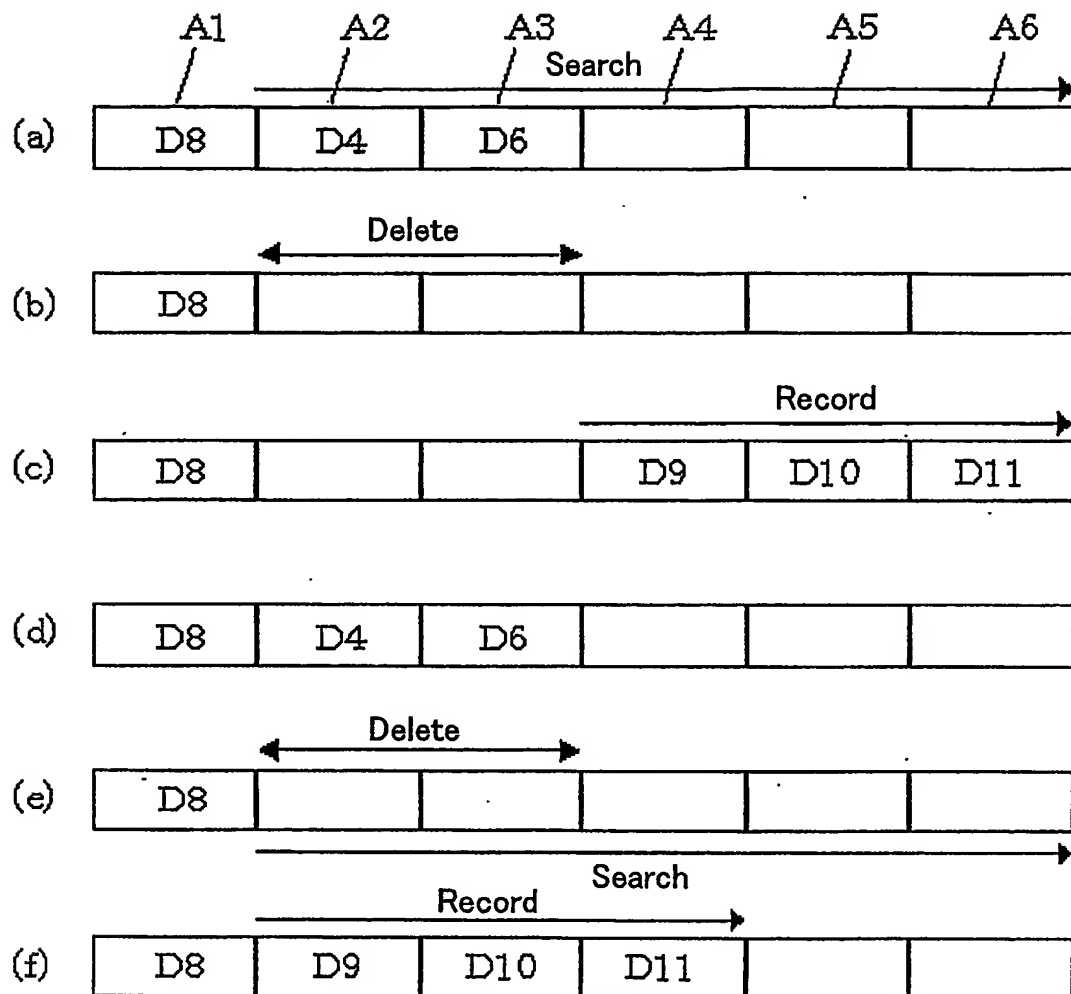 A1 A2 A3 A4 A5 A6
Search
(a) D8 D4 D6
Delete
(b) D8
Record
(c) D8 D9 D10 D11
(d) D8 D4 D6
Delete
(e) D8
Search
Record
(f) D8 D9 D10 D11